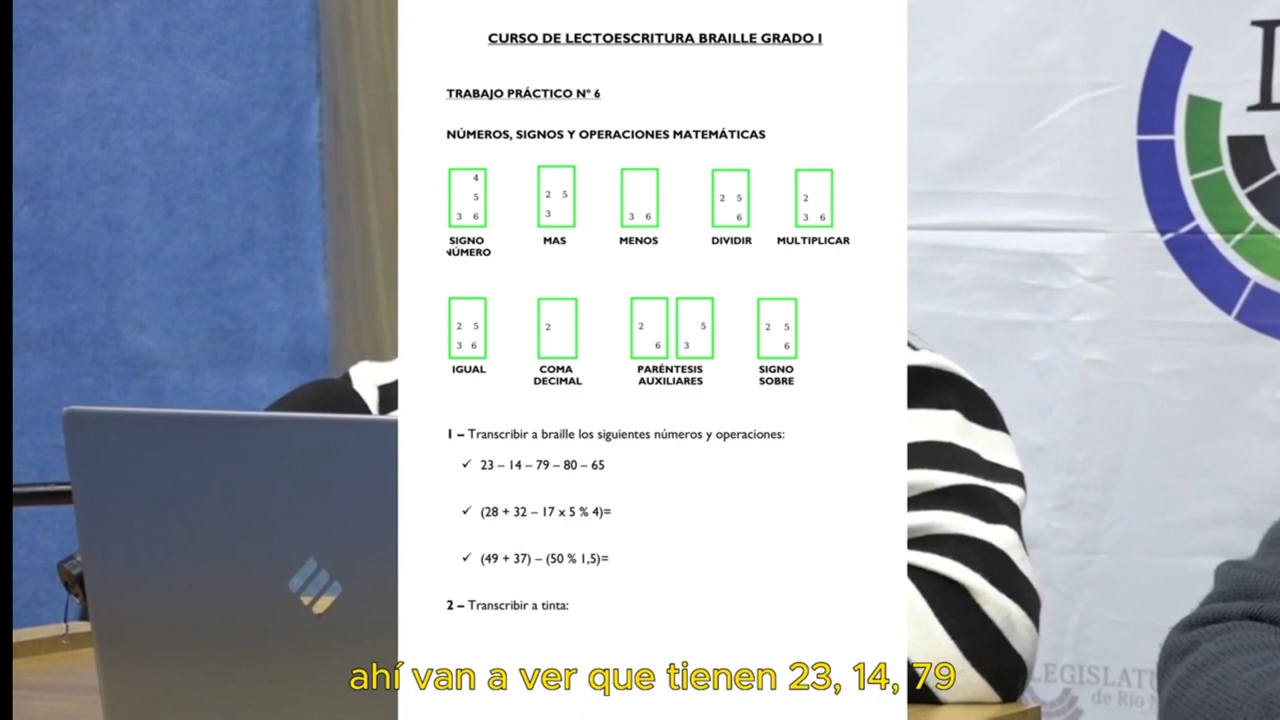 CURSO DE LECTOESCRITURA BRAILLE GRADO I
TRABAJO PRÁCTICO Nº 6
NÚMEROS, SIGNOS Y OPERACIONES MATEMÁTICAS
4
5
3 6
2 5
3
3 6
2 5
6
2
3 6
SIGNO
NÚMERO
MAS
MENOS
DIVIDIR
MULTIPLICAR
2 5
3 6
2
2
6
5
3
2 5
6
IGUAL
COMA
DECIMAL
PARÉNTESIS
AUXILIARES
SIGNO
SOBRE
1 – Transcribir a braille los siguientes números y operaciones:
✓ 23 – 14 – 79 – 80 – 65
✓ (28 + 32 – 17 x 5 % 4)=
✓ (49 + 37) – (50 % 1,5)=
2 – Transcribir a tinta:
ahí van a ver que tienen 23, 14, 79
LEGISLAT
de Río